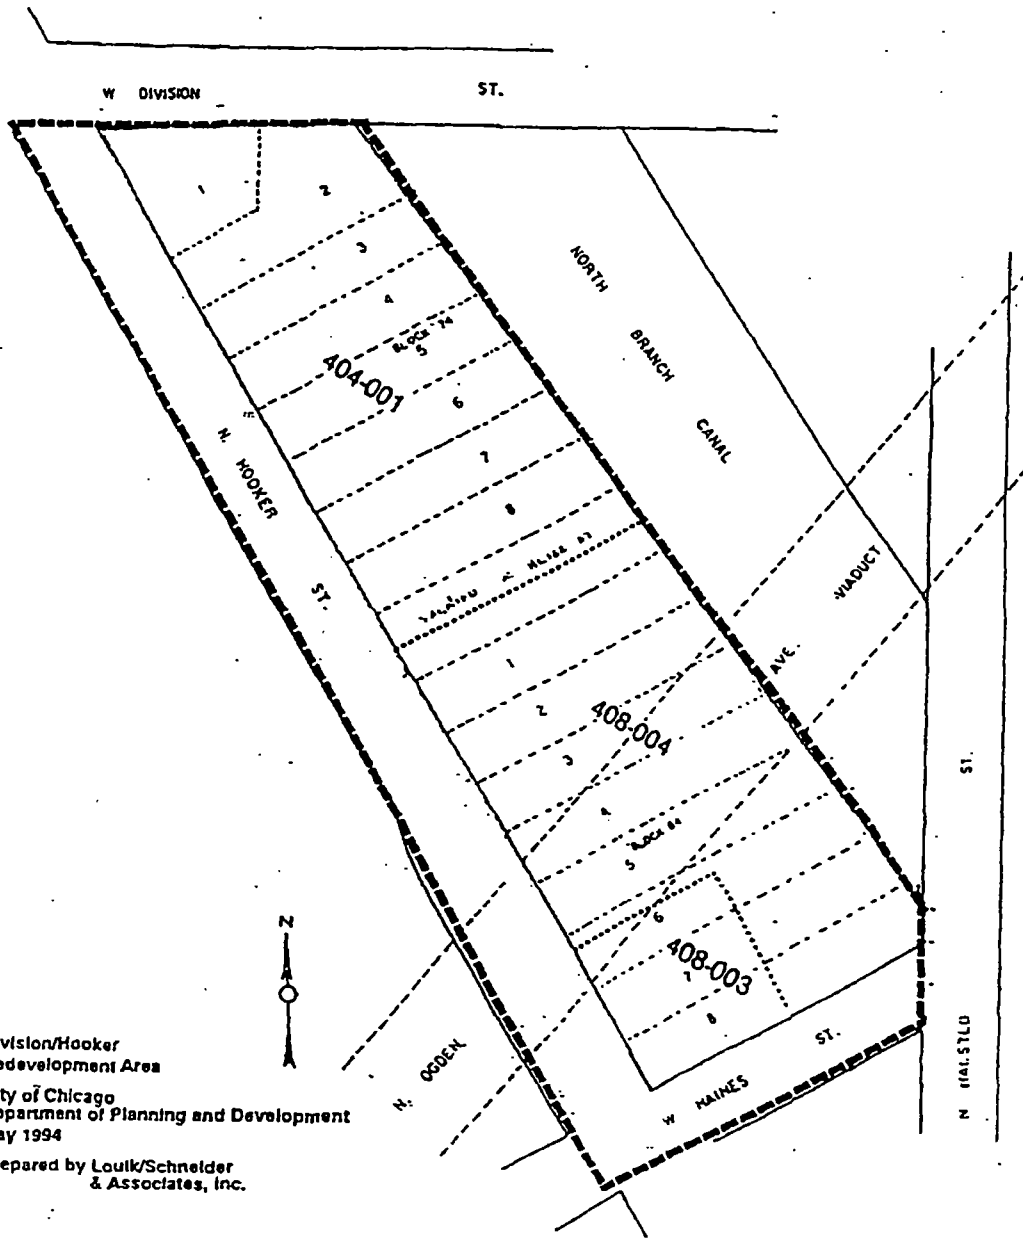 W DIVISION ST.
1
2
3
4
BLOCK 74
5
404-001
6
7
8
N. HOOKER ST.
NORTH BRANCH CANAL
VIADUCT
AVE.
1
2
408-004
3
4
BLOCK 84
5
6
408-003
7
8
ST.
N
N. OGDEN
W HAINES ST.
N HALSTED
vision/Hooker
edevelopment Area
ty of Chicago
epartment of Planning and Development
ay 1994
epared by Louik/Schneider
& Associates, Inc.